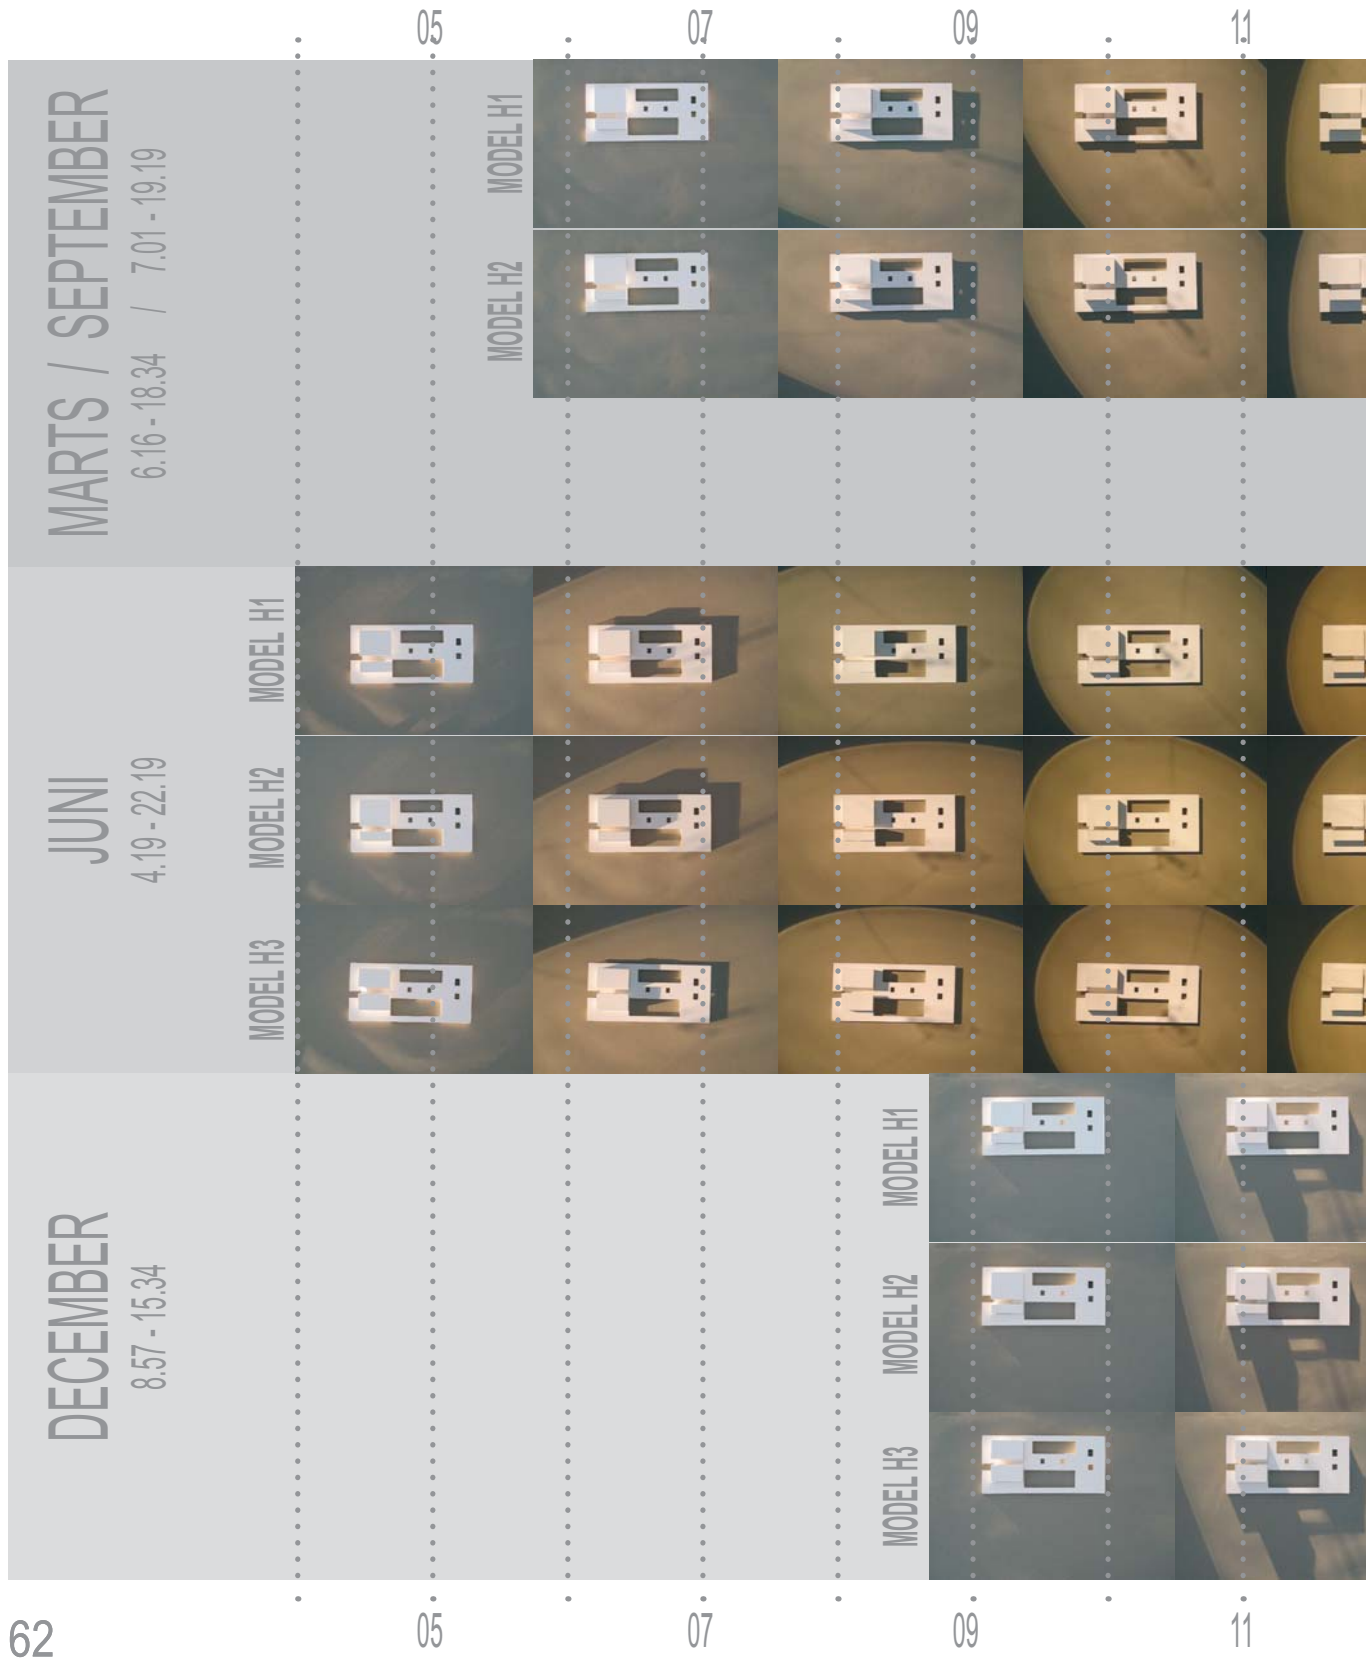 05 07 09 11
MARTS / SEPTEMBER
6.16 - 18.34 / 7.01 - 19.19
MODEL H1
MODEL H2
JUNI
4.19 - 22.19
MODEL H1
MODEL H2
MODEL H3
DECEMBER
8.57 - 15.34
MODEL H1
MODEL H2
MODEL H3
05 07 09 11
62